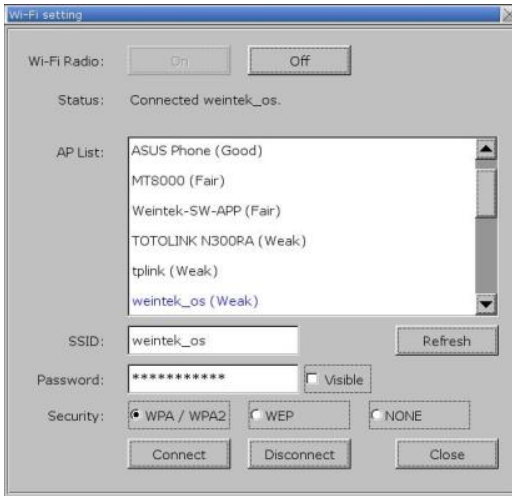 Wi-Fi setting
Wi-Fi Radio: On Off
Status: Connected weintek_os.
AP List:
ASUS Phone (Good)
MT8000 (Fair)
Weintek-SW-APP (Fair)
TOTOLINK N300RA (Weak)
tplink (Weak)
weintek_os (Weak)
SSID: weintek_os Refresh
Password: *********** Visible
Security: WPA / WPA2 WEP NONE
Connect Disconnect Close